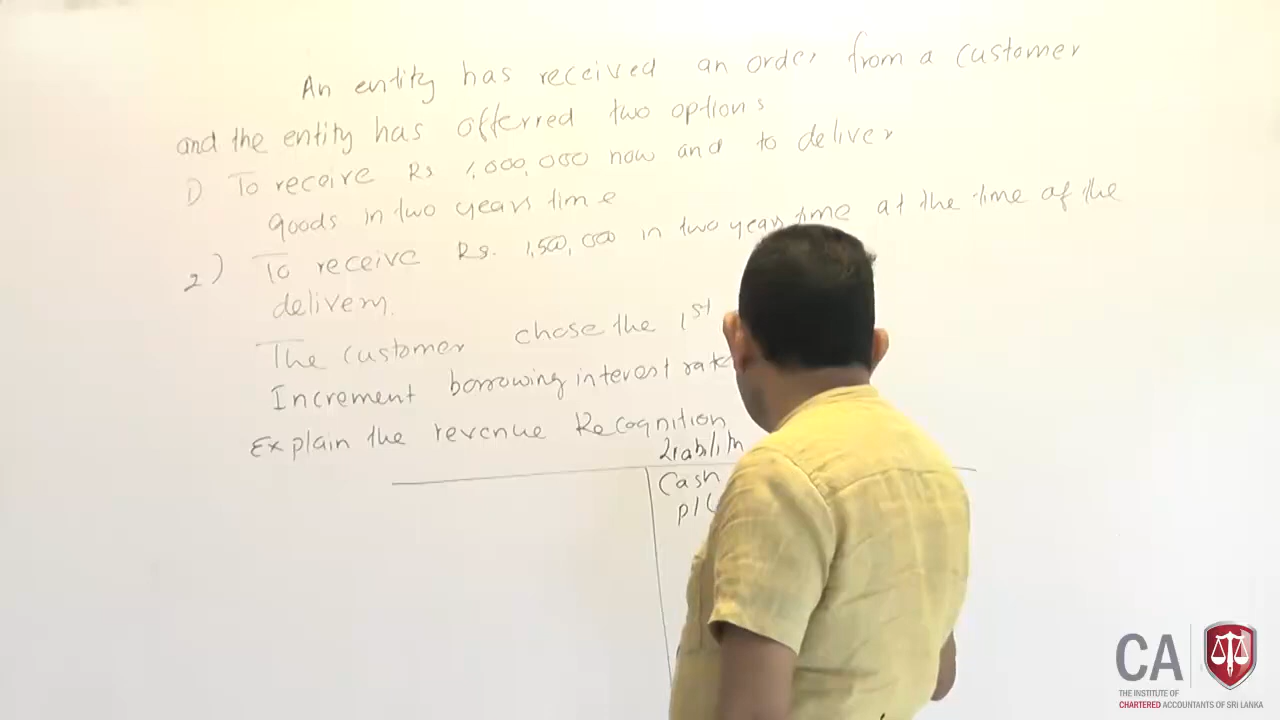 An entity has received an order from a customer
and the entity has offerred two options
1) To receive Rs 1,000,000 now and to deliver
goods in two years time
2) To receive Rs. 1,500,000 in two years time at the time of the
delivery.
The customer chose the 1st
Increment borrowing interest rate
Explain the revenue Recognition
Liability
Cash
P/L
CA
THE INSTITUTE OF
CHARTERED ACCOUNTANTS OF SRI LANKA